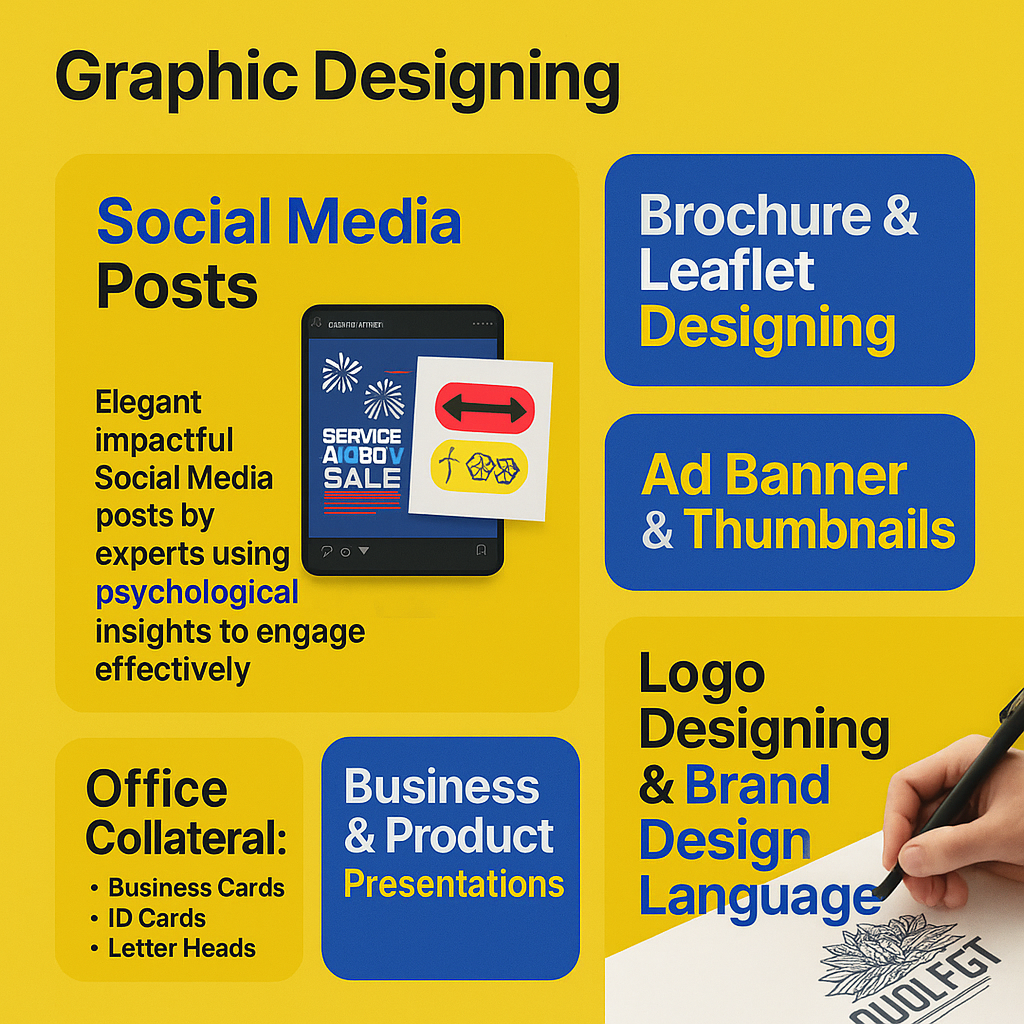 Graphic Designing
Social Media
Posts
Elegant
impactful
Social Media
posts by
experts using
psychological
insights to engage
effectively
SERVICE
SALE
Brochure &
Leaflet
Designing
Ad Banner
& Thumbnails
Office
Collateral:
• Business Cards
• ID Cards
• Letter Heads
Business
& Product
Presentations
Logo
Designing
& Brand
Design
Language
QUOLFGT